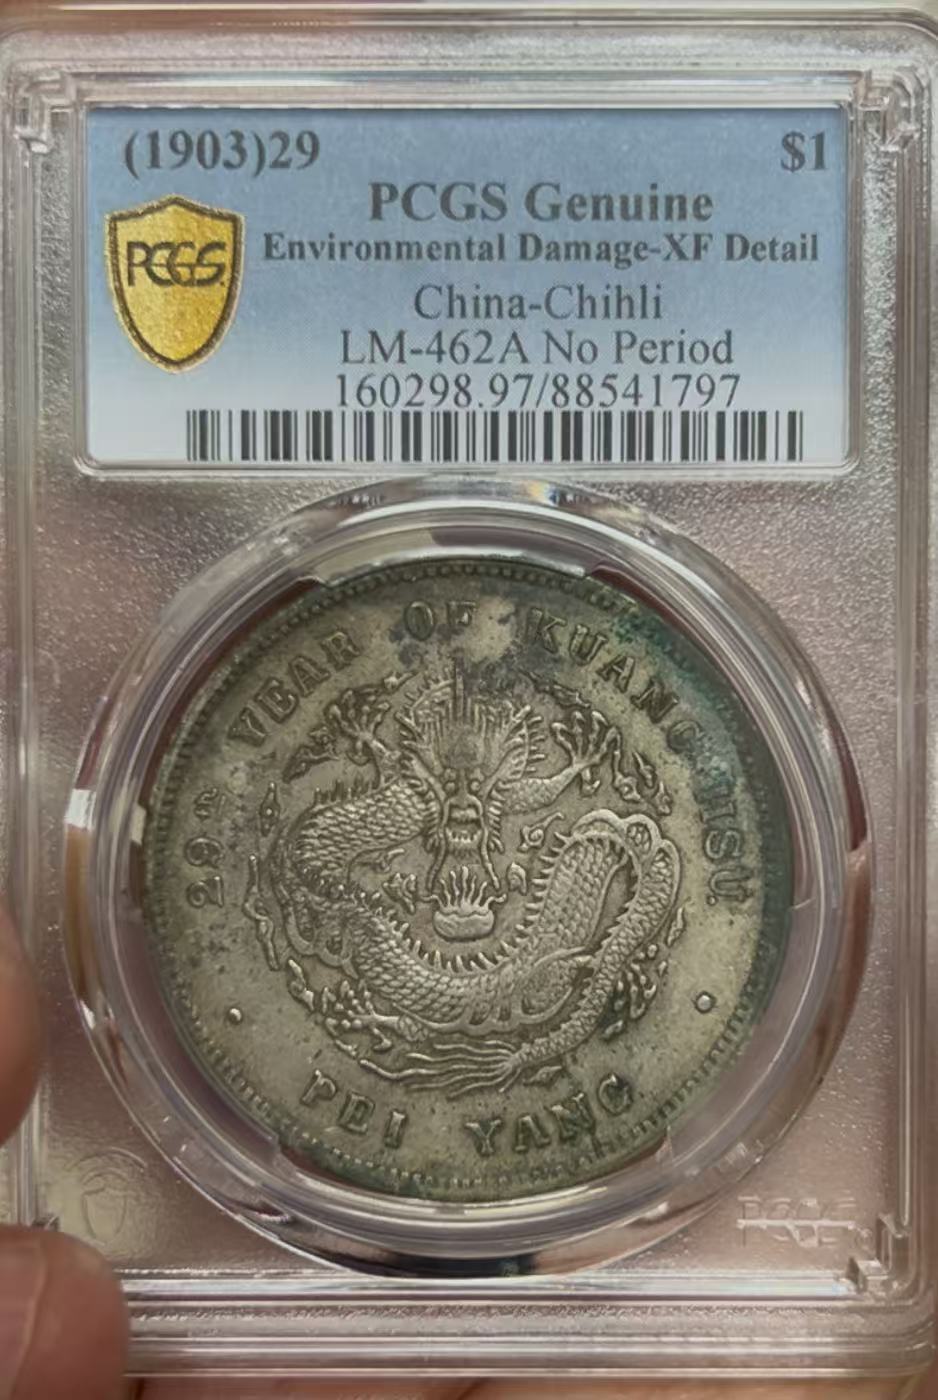 (1903)29 $1
PCGS Genuine
Environmental Damage-XF Detail
China-Chihli
LM-462A No Period
160298.97/88541797
PCGS
29TH YEAR OF KUANG HSU
PEI YANG
PCGS